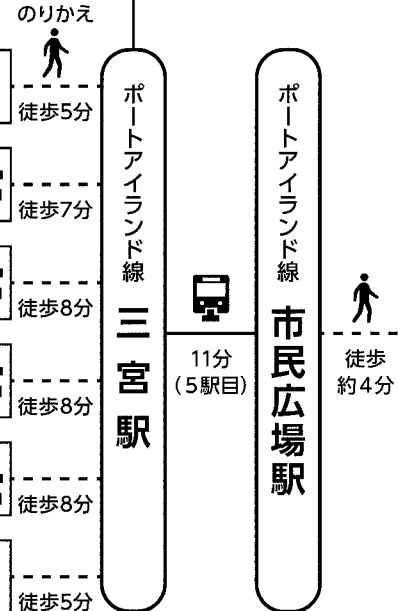 のりかえ
徒歩5分
徒歩7分
徒歩8分
徒歩8分
徒歩8分
徒歩5分
ポートアイランド線 三宮駅
11分
(5駅目)
ポートアイランド線 市民広場駅
徒歩
約4分